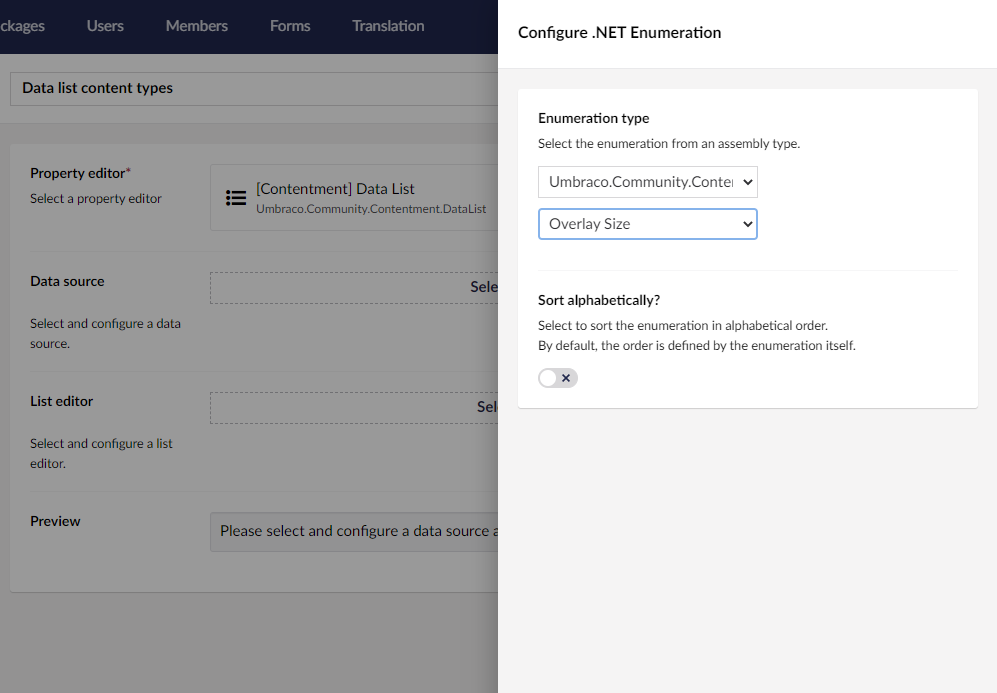 ckages Users Members Forms Translation
Data list content types
Property editor*
Select a property editor
[Contentment] Data List
Umbraco.Community.Contentment.DataList
Data source
Select and configure a data
source.
Sele
List editor
Select and configure a list
editor.
Sel
Preview
Please select and configure a data source a
Configure .NET Enumeration
Enumeration type
Select the enumeration from an assembly type.
Umbraco.Community.Conte
Overlay Size
Sort alphabetically?
Select to sort the enumeration in alphabetical order.
By default, the order is defined by the enumeration itself.